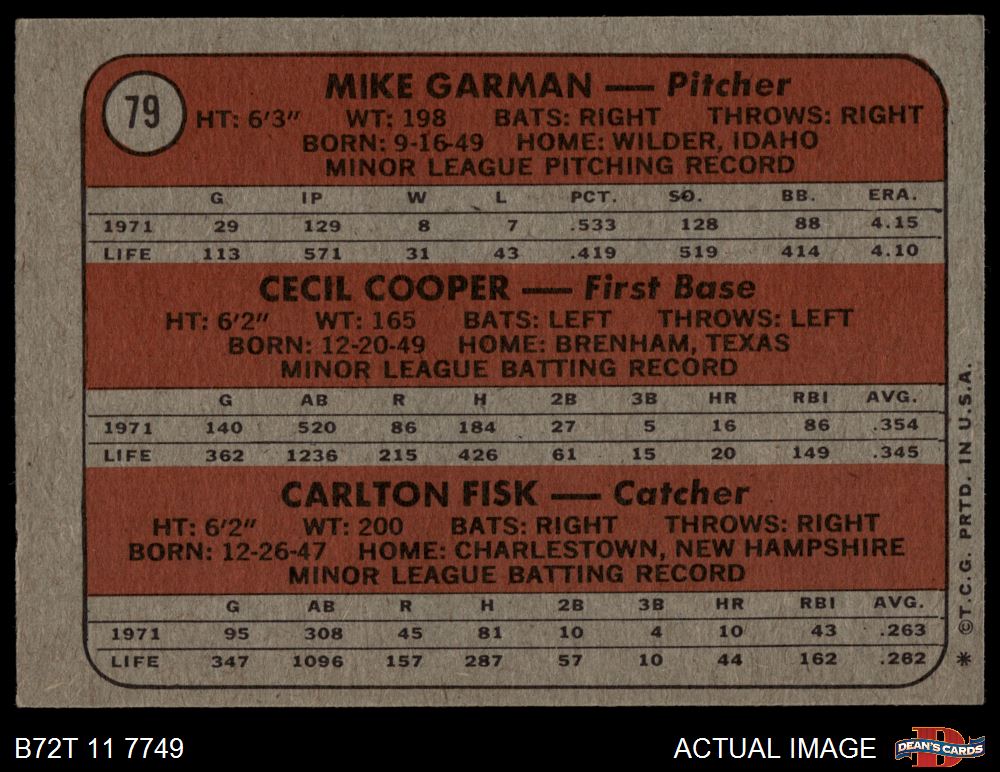 79
MIKE GARMAN — Pitcher
HT: 6'3" WT: 198 BATS: RIGHT THROWS: RIGHT
BORN: 9-16-49 HOME: WILDER, IDAHO
MINOR LEAGUE PITCHING RECORD
G IP W L PCT. SO. BB. ERA.
1971 29 129 8 7 .533 128 88 4.15
LIFE 113 571 31 43 .419 519 414 4.10
CECIL COOPER — First Base
HT: 6'2" WT: 165 BATS: LEFT THROWS: LEFT
BORN: 12-20-49 HOME: BRENHAM, TEXAS
MINOR LEAGUE BATTING RECORD
G AB R H 2B 3B HR RBI AVG.
1971 140 520 86 184 27 5 16 86 .354
LIFE 362 1236 215 426 61 15 20 149 .345
CARLTON FISK — Catcher
HT: 6'2" WT: 200 BATS: RIGHT THROWS: RIGHT
BORN: 12-26-47 HOME: CHARLESTOWN, NEW HAMPSHIRE
MINOR LEAGUE BATTING RECORD
G AB R H 2B 3B HR RBI AVG.
1971 95 308 45 81 10 4 10 43 .263
LIFE 347 1096 157 287 57 10 44 162 .262
* ©T.C.G. PRTD. IN U.S.A.
B72T 11 7749
ACTUAL IMAGE
D
DEAN'S CARDS